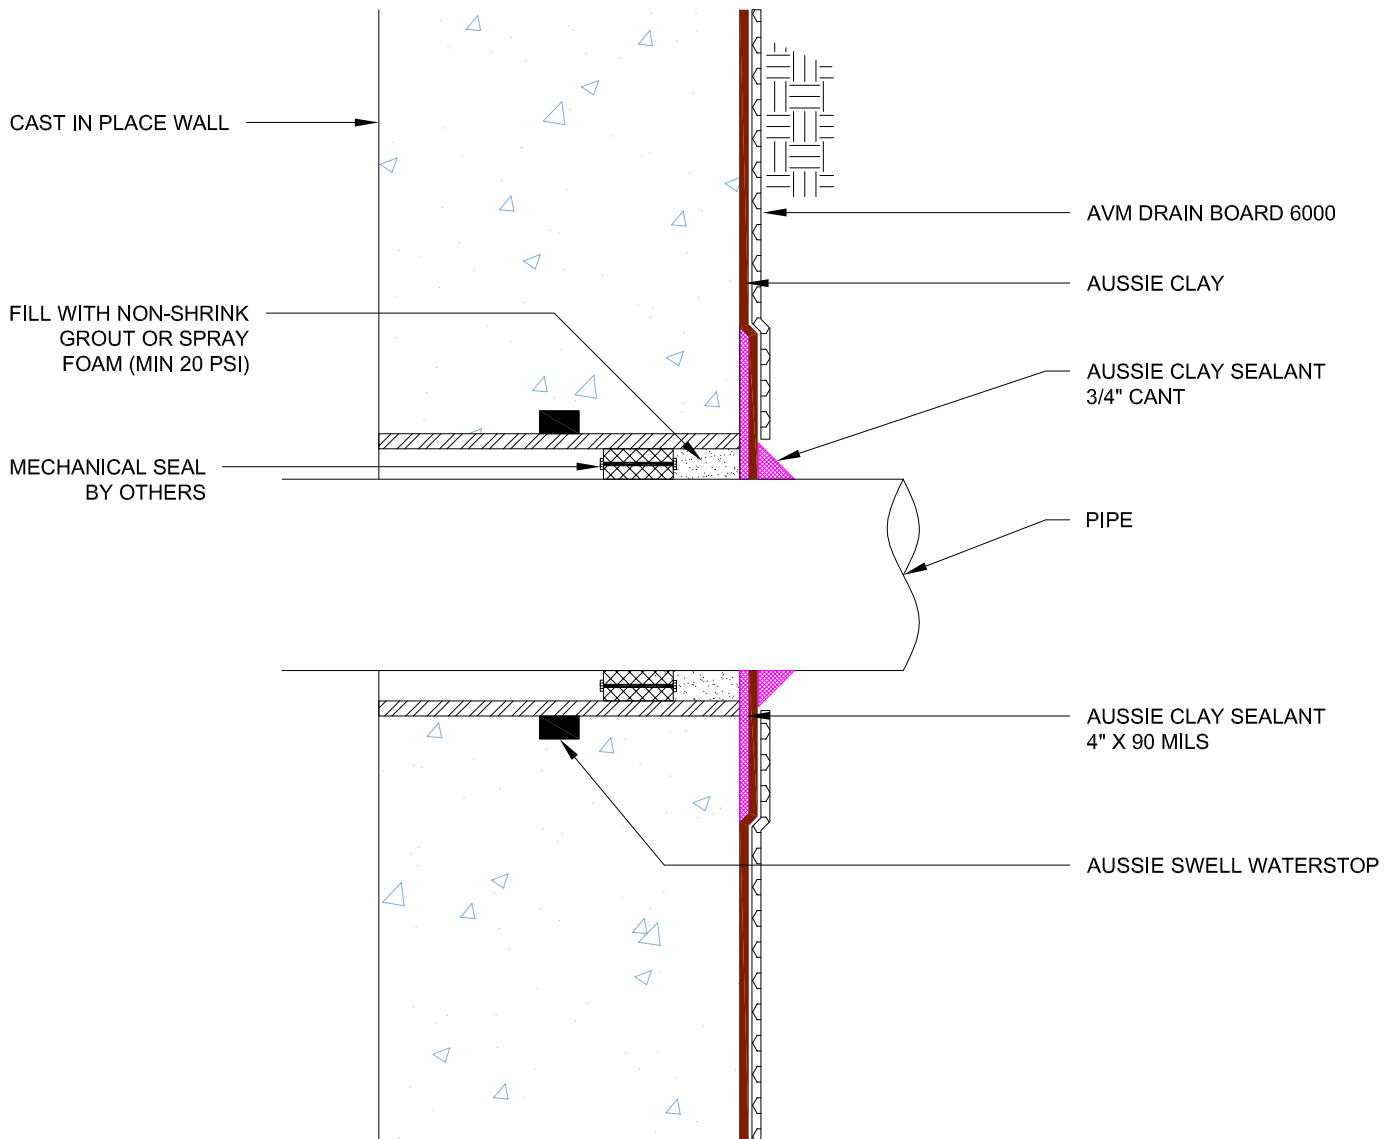 CAST IN PLACE WALL
FILL WITH NON-SHRINK
GROUT OR SPRAY
FOAM (MIN 20 PSI)
MECHANICAL SEAL
BY OTHERS
AVM DRAIN BOARD 6000
AUSSIE CLAY
AUSSIE CLAY SEALANT
3/4" CANT
PIPE
AUSSIE CLAY SEALANT
4" X 90 MILS
AUSSIE SWELL WATERSTOP